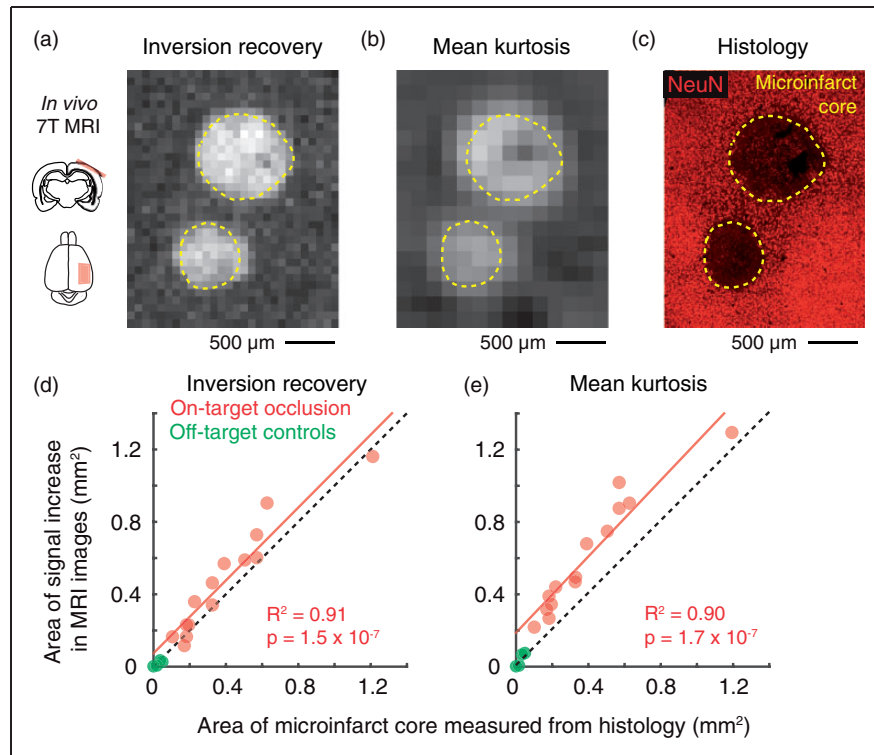 (a)
Inversion recovery
(b)
Mean kurtosis
(c)
Histology
In vivo
7T MRI
NeuN
Microinfarct
core
500 µm
500 µm
500 µm
(d)
Inversion recovery
(e)
Mean kurtosis
On-target occlusion
Off-target controls
Area of signal increase
in MRI images (mm²)
1.2
0.8
0.4
0
R² = 0.91
p = 1.5 x 10⁻⁷
0
0.4
0.8
1.2
1.2
0.8
0.4
0
R² = 0.90
p = 1.7 x 10⁻⁷
0
0.4
0.8
1.2
Area of microinfarct core measured from histology (mm²)